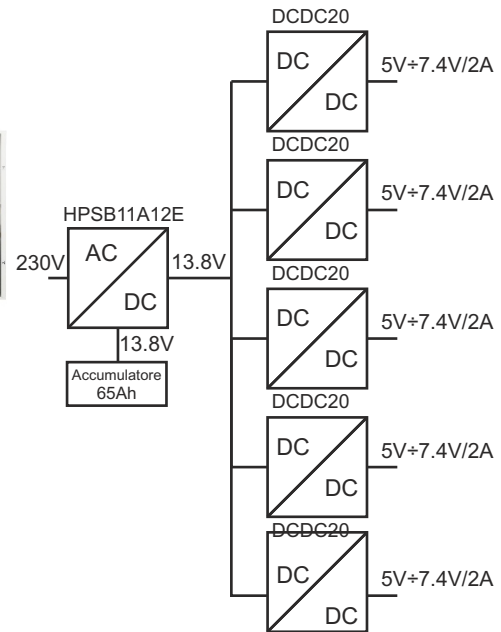 DCDC20
DC
DC
5V÷7.4V/2A
DCDC20
DC
DC
5V÷7.4V/2A
HPSB11A12E
230V
AC
DC
13.8V
13.8V
Accumulatore
65Ah
DCDC20
DC
DC
5V÷7.4V/2A
DCDC20
DC
DC
5V÷7.4V/2A
DCDC20
DC
DC
5V÷7.4V/2A